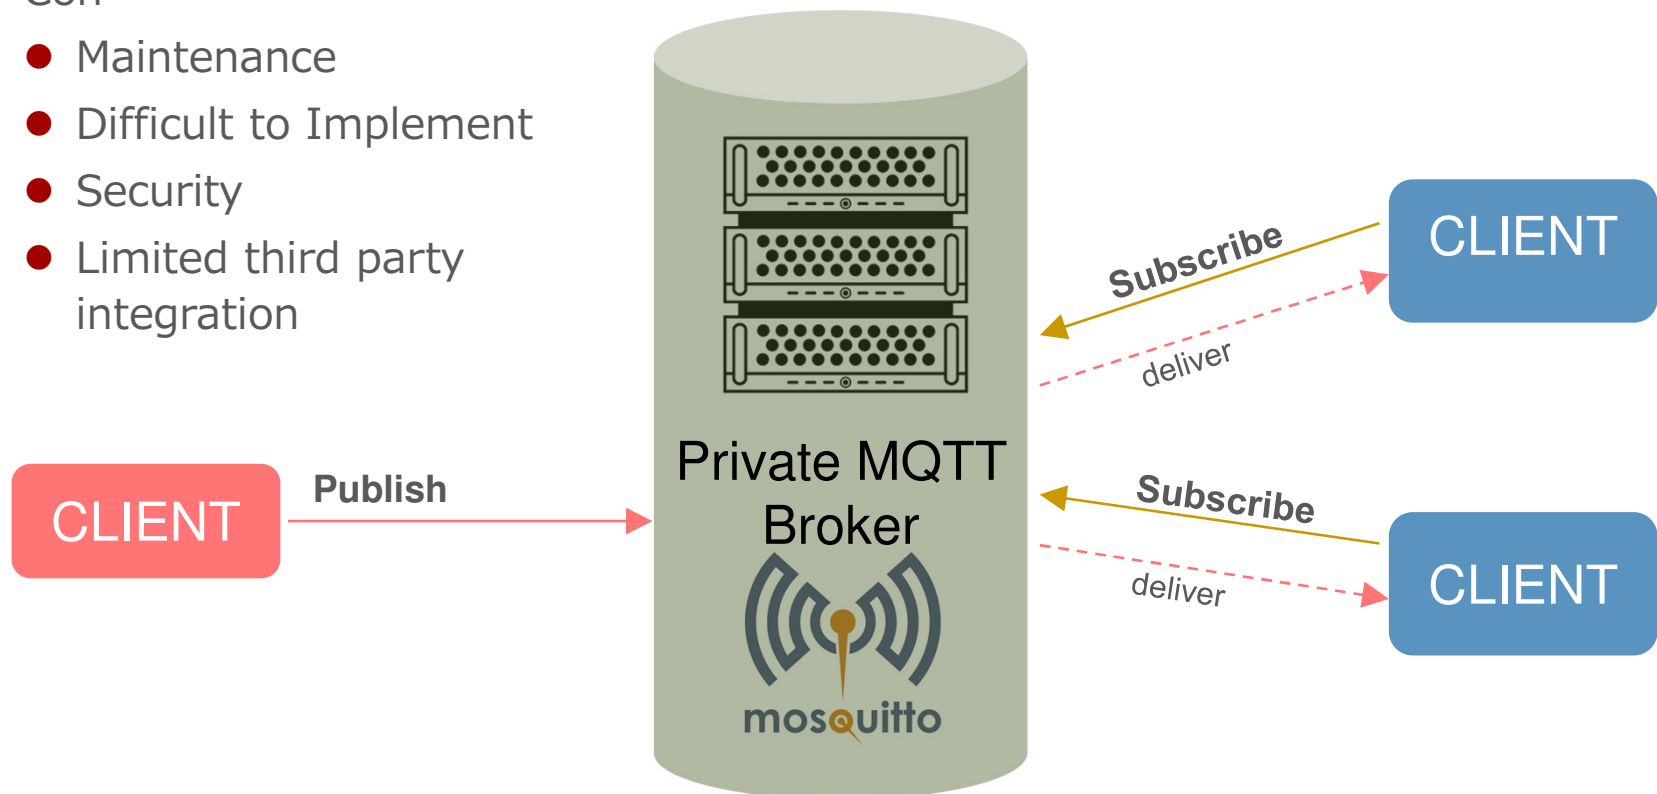 Con
Maintenance
Difficult to Implement
Security
Limited third party
integration
CLIENT
Publish
Private MQTT
Broker
mosquitto
Subscribe
deliver
CLIENT
Subscribe
deliver
CLIENT